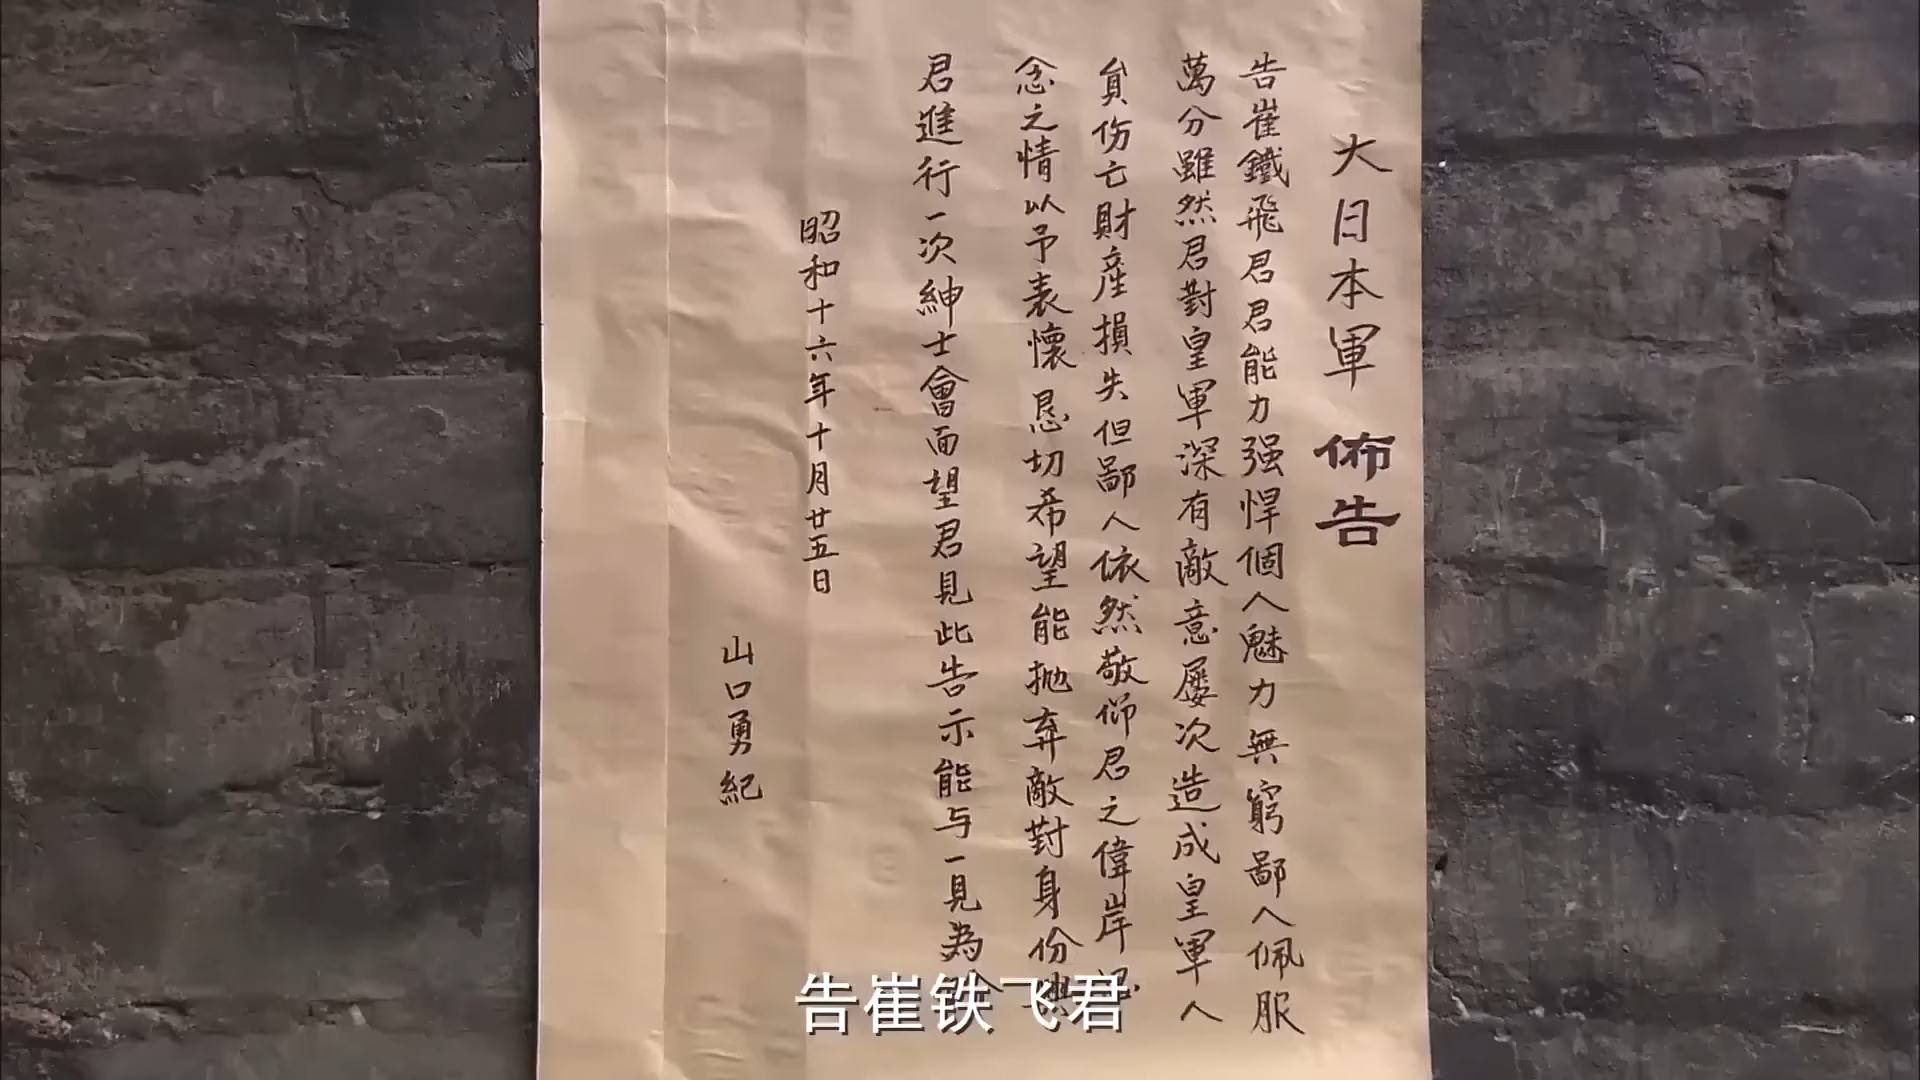 大日本軍 佈告
告崔鐵飛君君能力强悍個人魅力無窮鄙人佩服
萬分雖然君對皇軍深有敵意屢次造成皇軍人
員伤亡財產損失但鄙人依然敬仰君之偉岸
念之情以予表懷恳切希望能抛弃敵對身份
君進行一次紳士會面望君見此告示能与一見為
昭和十六年十月廿五日
山口勇紀
告崔铁飞君